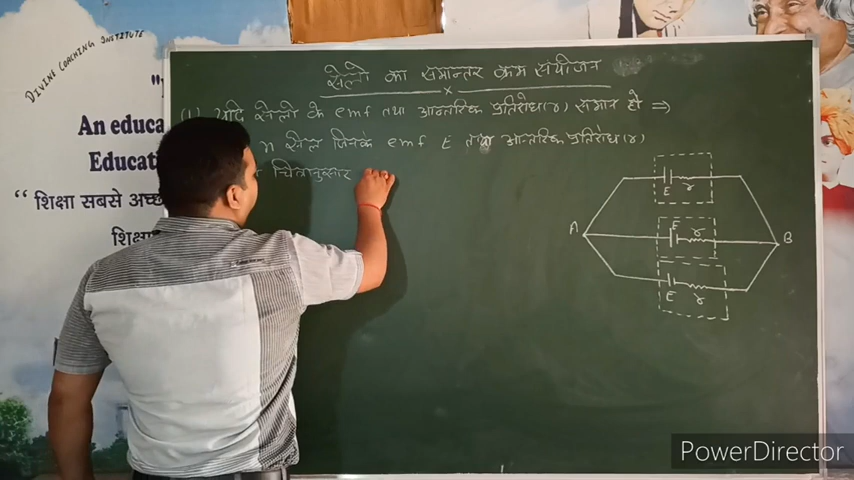 DIVINE COACHING INSTITUTE
An educa
Educati
शिक्षा सबसे अच्छ
शिक्षा
सेलो का समान्तर क्रम संयोजन
x
(1) यदि सेलो के emf तथा आन्तरिक प्रतिरोध (r) समान हो ⇒
n सेल जिनके emf E तथा आन्तरिक प्रतिरोध (r)
चित्रानुसार
E r
A E r B
E r
PowerDirector